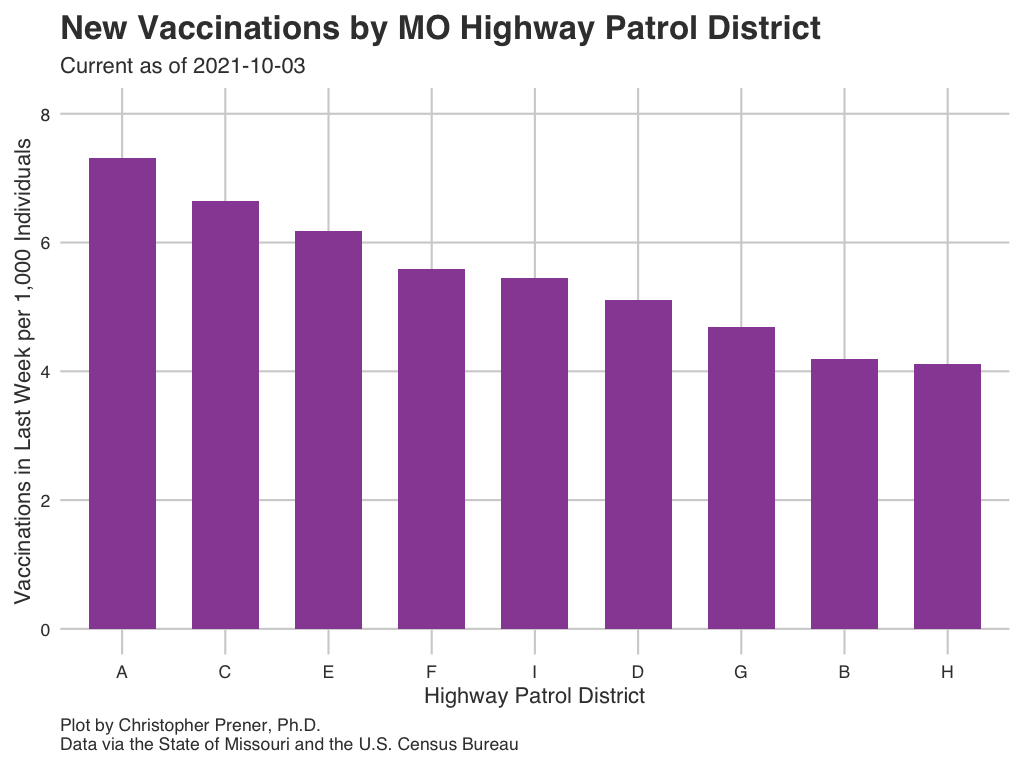 New Vaccinations by MO Highway Patrol District
Current as of 2021-10-03
Vaccinations in Last Week per 1,000 Individuals
8
6
4
2
0
A C E F I D G B H
Highway Patrol District
Plot by Christopher Prener, Ph.D.
Data via the State of Missouri and the U.S. Census Bureau